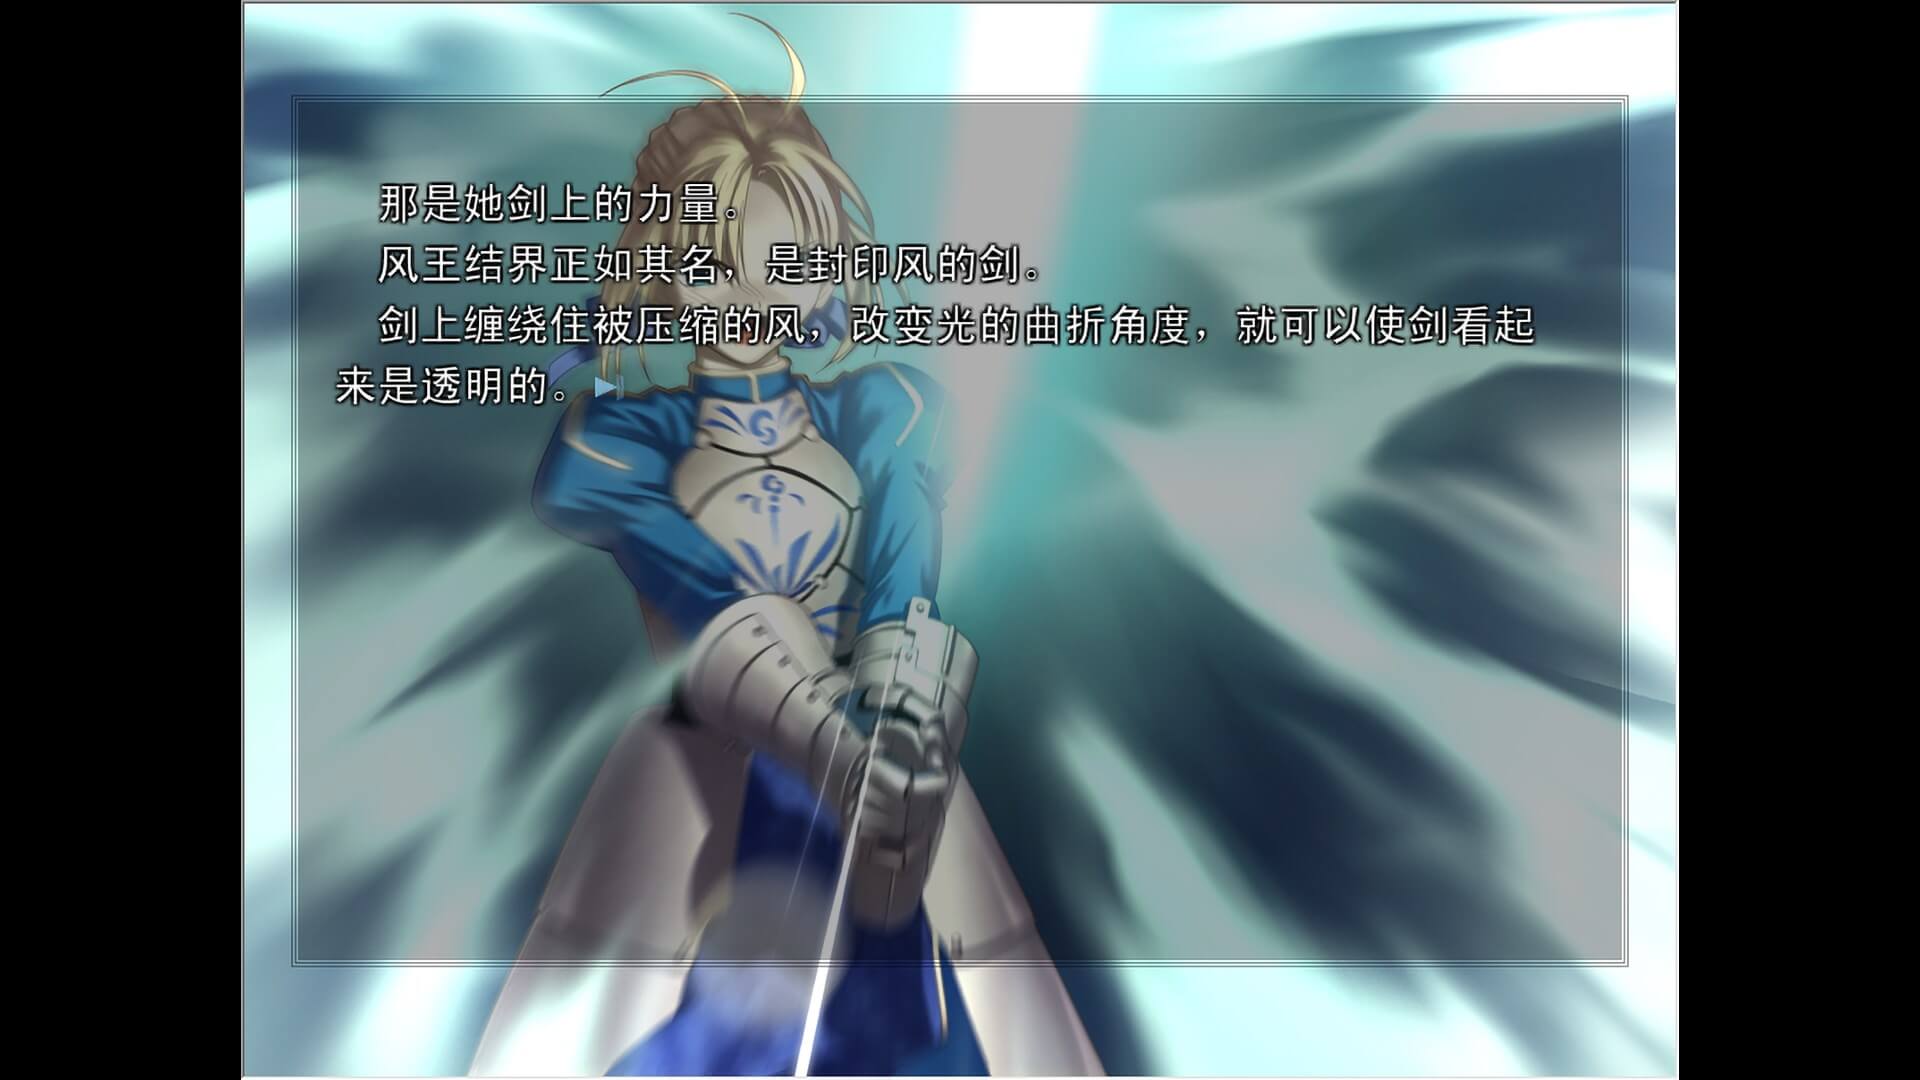 那是她剑上的力量。
风王结界正如其名，是封印风的剑。
剑上缠绕住被压缩的风，改变光的曲折角度，就可以使剑看起
来是透明的。